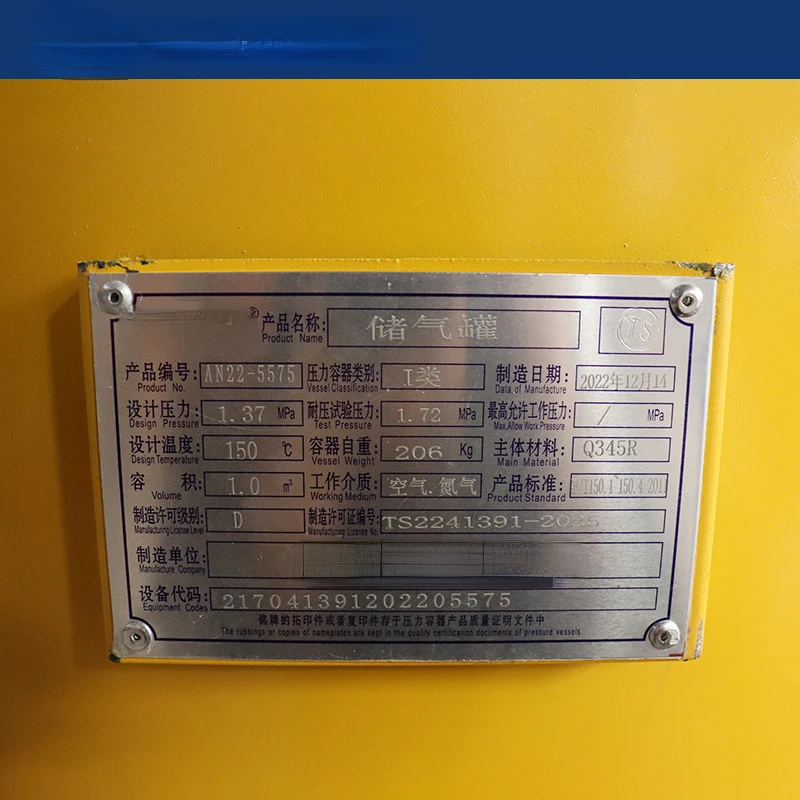 ® 产品名称: 储气罐 TS
Product Name
产品编号: AN22-5575 压力容器类别: I类 制造日期: 2022年12月14
Product No. Vessel Classification Data of Manufacture
设计压力: 1.37 MPa 耐压试验压力: 1.72 MPa 最高允许工作压力: / MPa
Design Pressure Test Pressure Max.Allow Work Pressure
设计温度: 150 ℃ 容器自重: 206 Kg 主体材料: Q345R
Design Temperature Vessel Weight Main Material
容 积: 1.0 m³ 工作介质: 空气.氮气 产品标准:
Volume Working Medium Product Standard
制造许可级别: D 制造许可证编号: TS2241391-2025
Manufacturing License Level Manufacturing License No.
制造单位:
Manufacture Company
设备代码: 217041391202205575
Equipment Codes
铭牌的拓印件或者复印件存于压力容器产品质量证明文件中
The rubbings or copies of nameplates are kept in the quality certification documents of pressure vessels